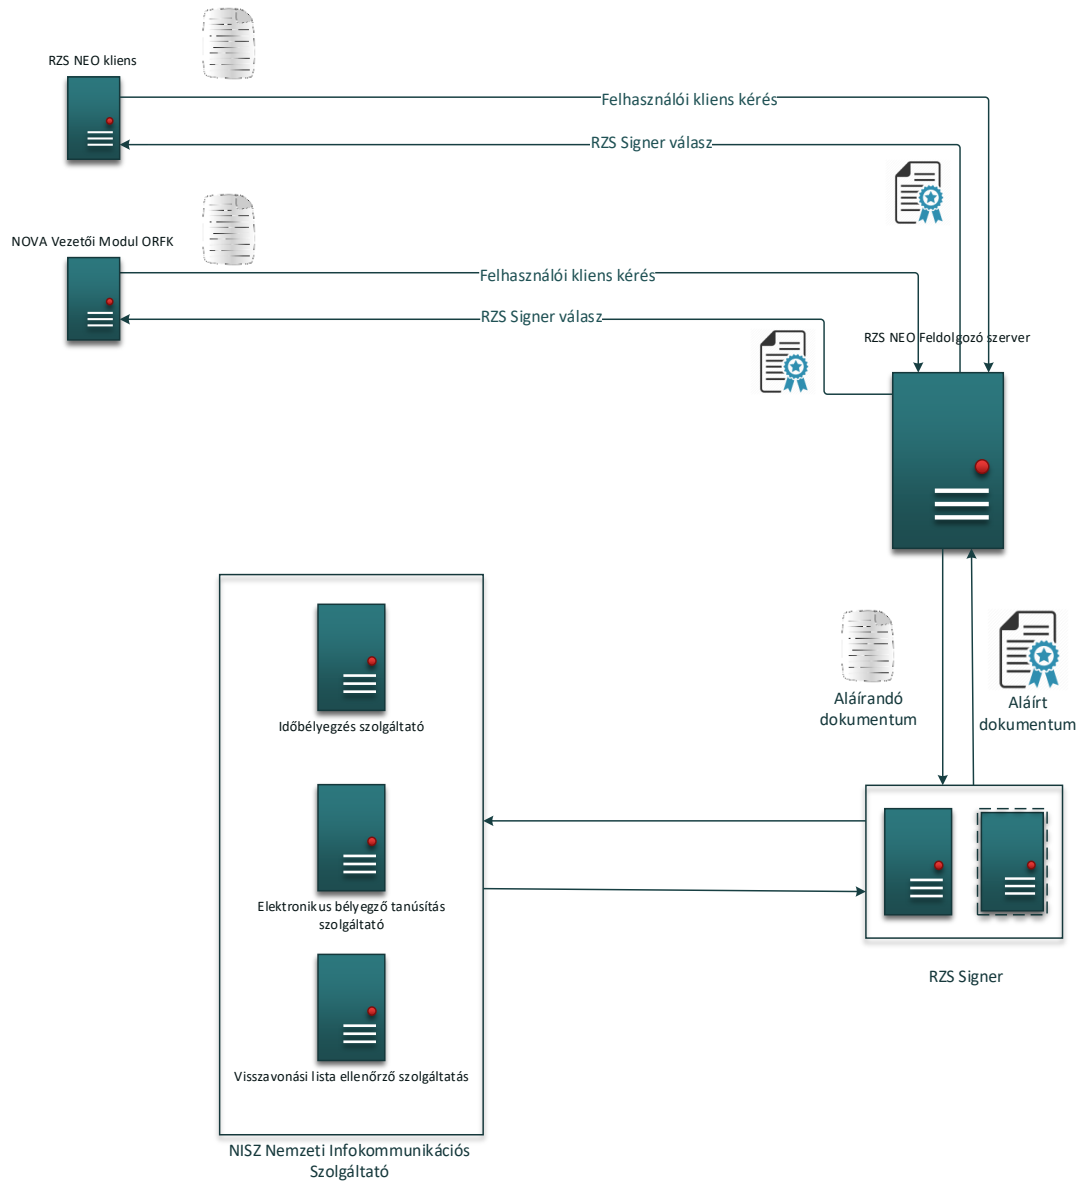 RZS NEO kliens
Felhasználói kliens kérés
RZS Signer válasz
NOVA Vezetői Modul ORFK
Felhasználói kliens kérés
RZS Signer válasz
RZS NEO Feldolgozó szerver
Aláírandó
dokumentum
Aláírt
dokumentum
Időbélyegzés szolgáltató
Elektronikus bélyegző tanúsítás
szolgáltató
RZS Signer
Visszavonási lista ellenőrző szolgáltatás
NISZ Nemzeti Infokommunikációs
Szolgáltató